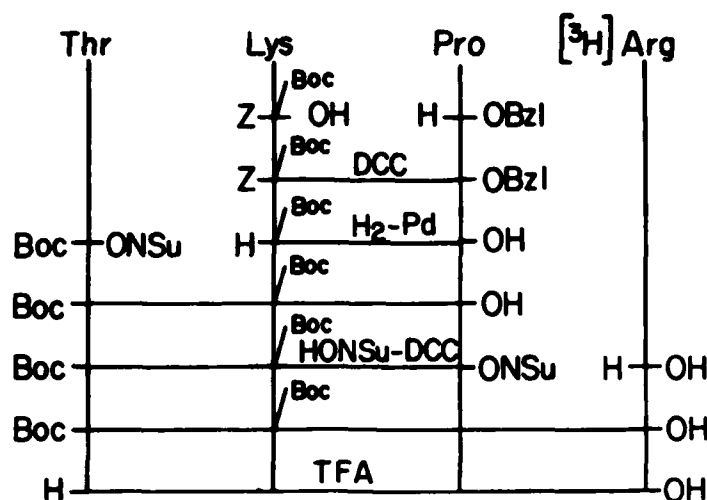 Thr Lys Pro [³H] Arg
Boc
Z OH H OBzl
Boc
Z DCC OBzl
Boc
Boc ONSu H H₂-Pd OH
Boc
Boc OH
Boc
Boc HONSu-DCC ONSu H OH
Boc
Boc OH
H TFA OH